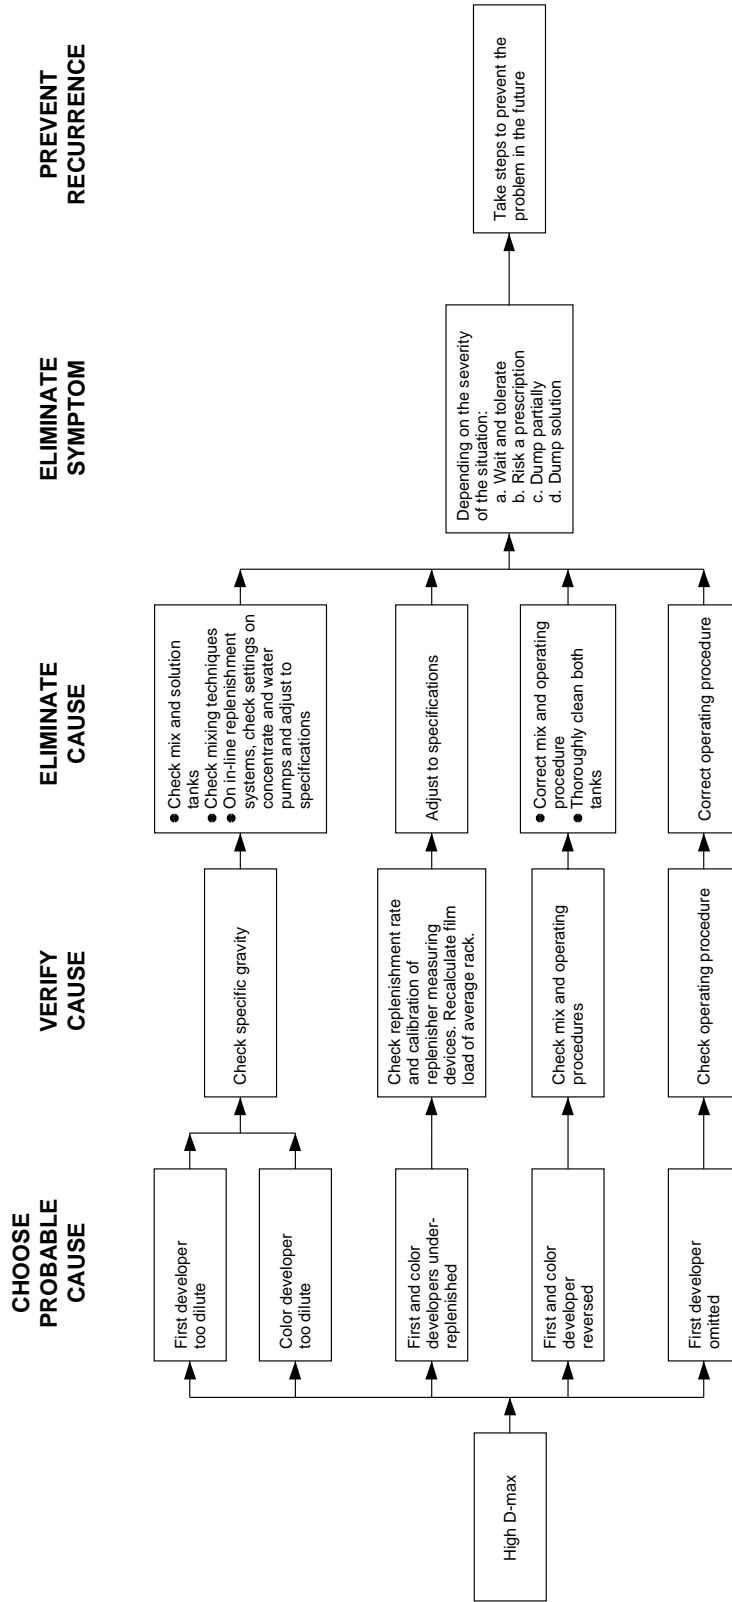 CHOOSE
PROBABLE
CAUSE
VERIFY
CAUSE
ELIMINATE
CAUSE
ELIMINATE
SYMPTOM
PREVENT
RECURRENCE
High D-max
First developer
too dilute
Color developer
too dilute
First and color
developers under-
replenished
First and color
developer
reversed
First developer
omitted
Check specific gravity
Check replenishment rate
and calibration of
replenisher measuring
devices. Recalculate film
load of average rack.
Check mix and operating
procedures
Check operating procedure
● Check mix and solution
tanks
● Check mixing techniques
● On in-line replenishment
systems, check settings on
concentrate and water
pumps and adjust to
specifications
Adjust to specifications
● Correct mix and operating
procedure
● Thoroughly clean both
tanks
Correct operating procedure
Depending on the severity
of the situation:
a. Wait and tolerate
b. Risk a prescription
c. Dump partially
d. Dump solution
Take steps to prevent the
problem in the future